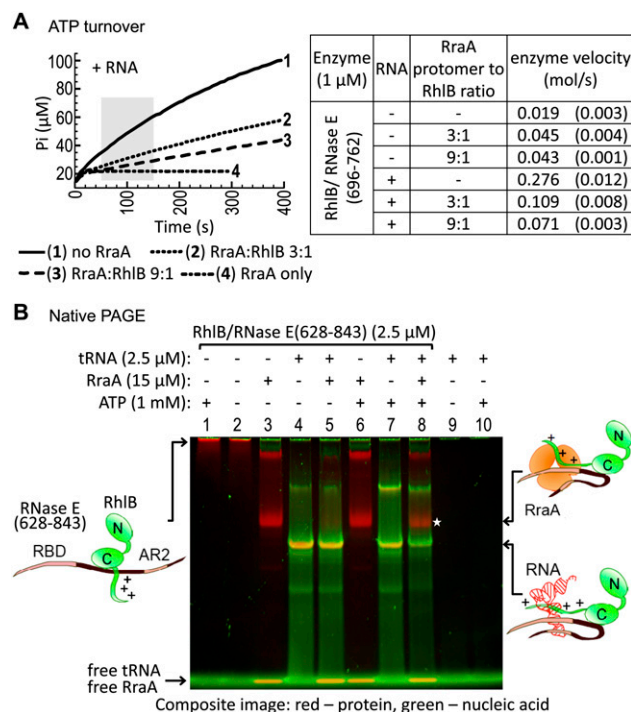 A ATP turnover
+ RNA
Pi (µM)
100
80
60
40
20
1
2
3
4
0 100 200 300 400
Time (s)
(1) no RraA (2) RraA:RhlB 3:1
(3) RraA:RhlB 9:1 (4) RraA only
Enzyme (1 µM) RNA RraA protomer to RhlB ratio enzyme velocity (mol/s)
RhlB/ RNase E (696-762)
- - 0.019 (0.003)
- 3:1 0.045 (0.004)
- 9:1 0.043 (0.001)
+ - 0.276 (0.012)
+ 3:1 0.109 (0.008)
+ 9:1 0.071 (0.003)
B Native PAGE
RhlB/RNase E(628-843) (2.5 µM)
tRNA (2.5 µM): - - - + + - + + + +
RraA (15 µM): - - + - + + - + - -
ATP (1 mM): + - - - - + + + - +
1 2 3 4 5 6 7 8 9 10
RNase E (628-843)
RhlB
N
C
RBD
AR2
+ + +
free tRNA
free RraA
N
C
+ + +
RraA
RNA
N
C
+ + +
Composite image: red – protein, green – nucleic acid